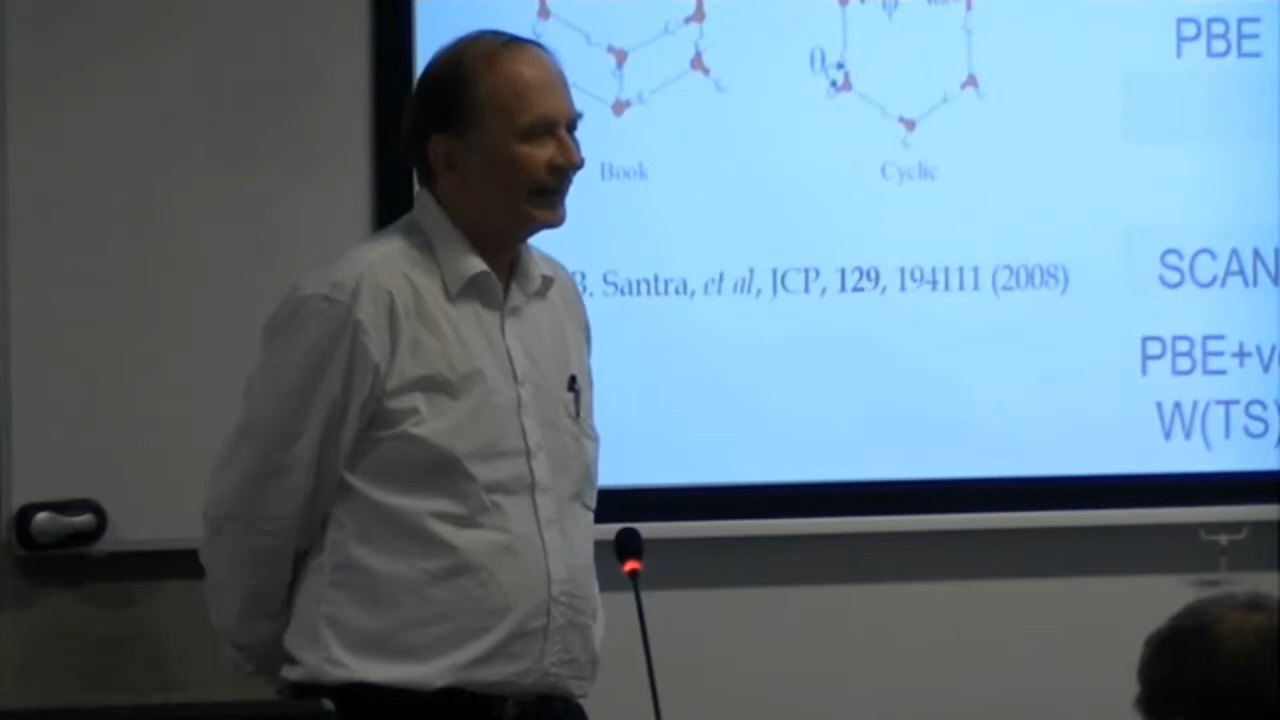 PBE
Book
Cyclic
Santra, et al, JCP, 129, 194111 (2008)
SCAN
PBE+v
W(TS)